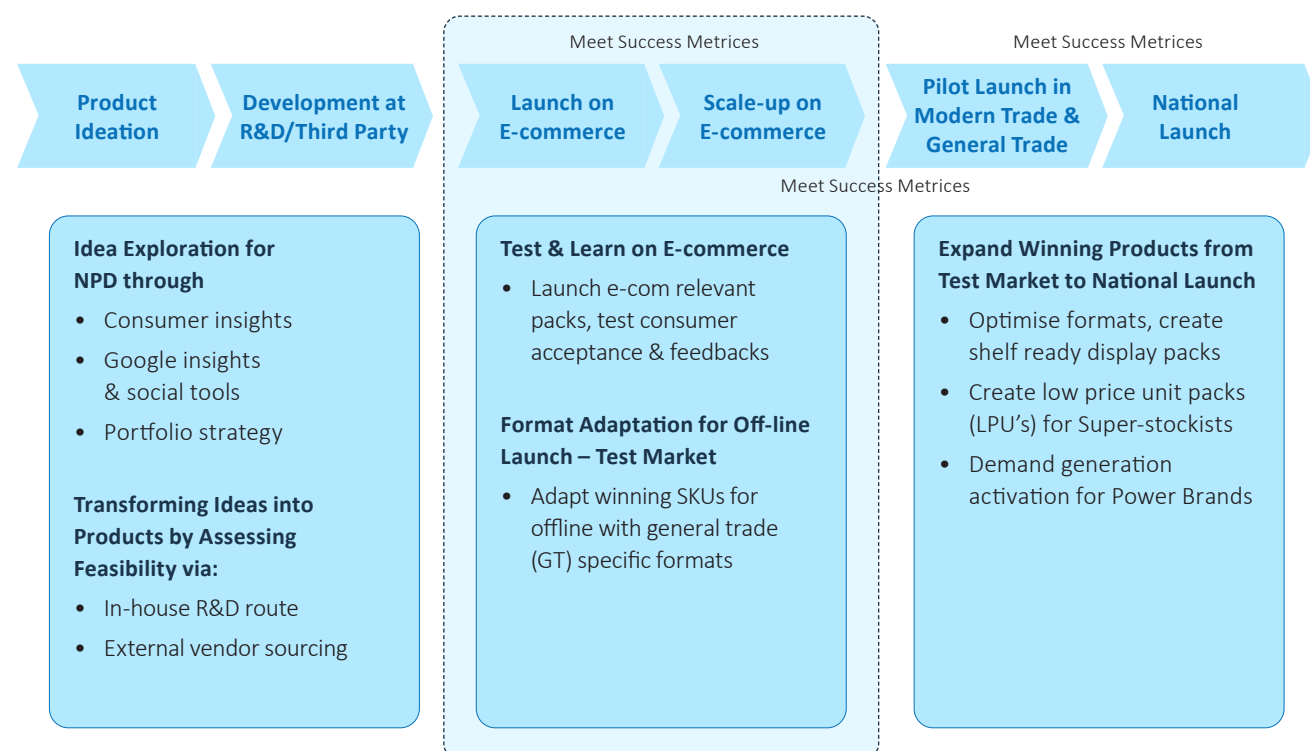 Meet Success Metrices
Meet Success Metrices
Product
Ideation
Development at
R&D/Third Party
Launch on
E-commerce
Scale-up on
E-commerce
Pilot Launch in
Modern Trade &
General Trade
National
Launch
Meet Success Metrices
Idea Exploration for
NPD through
• Consumer insights
• Google insights
& social tools
• Portfolio strategy
Transforming Ideas into
Products by Assessing
Feasibility via:
• In-house R&D route
• External vendor sourcing
Test & Learn on E-commerce
• Launch e-com relevant
packs, test consumer
acceptance & feedbacks
Format Adaptation for Off-line
Launch – Test Market
• Adapt winning SKUs for
offline with general trade
(GT) specific formats
Expand Winning Products from
Test Market to National Launch
• Optimise formats, create
shelf ready display packs
• Create low price unit packs
(LPU's) for Super-stockists
• Demand generation
activation for Power Brands